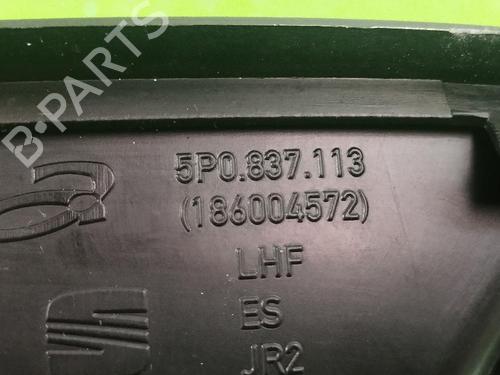 B-PARTS
5P0.837.113
(186004572)
LHF
ES
JR2